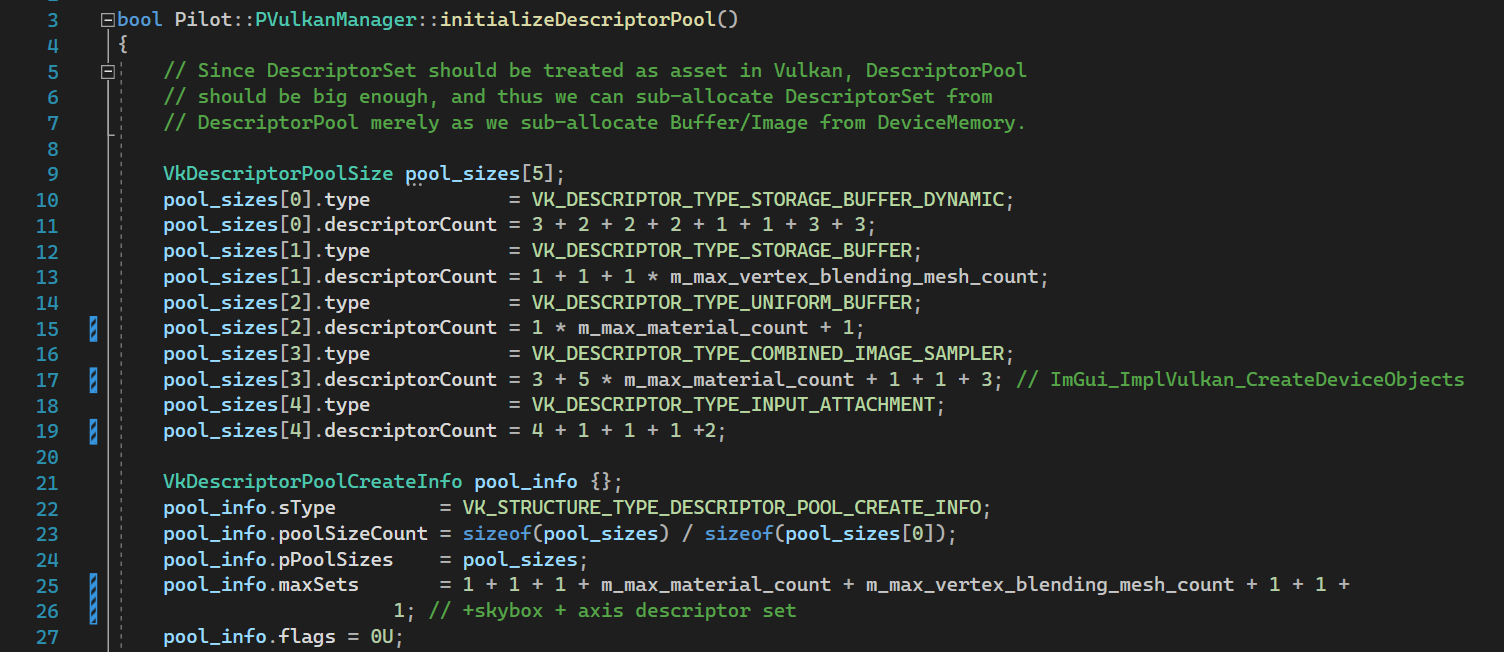 3 bool Pilot::PVulkanManager::initializeDescriptorPool()
4 {
5     // Since DescriptorSet should be treated as asset in Vulkan, DescriptorPool
6     // should be big enough, and thus we can sub-allocate DescriptorSet from
7     // DescriptorPool merely as we sub-allocate Buffer/Image from DeviceMemory.
8
9     VkDescriptorPoolSize pool_sizes[5];
10     pool_sizes[0].type            = VK_DESCRIPTOR_TYPE_STORAGE_BUFFER_DYNAMIC;
11     pool_sizes[0].descriptorCount = 3 + 2 + 2 + 2 + 1 + 1 + 3 + 3;
12     pool_sizes[1].type            = VK_DESCRIPTOR_TYPE_STORAGE_BUFFER;
13     pool_sizes[1].descriptorCount = 1 + 1 + 1 * m_max_vertex_blending_mesh_count;
14     pool_sizes[2].type            = VK_DESCRIPTOR_TYPE_UNIFORM_BUFFER;
15     pool_sizes[2].descriptorCount = 1 * m_max_material_count + 1;
16     pool_sizes[3].type            = VK_DESCRIPTOR_TYPE_COMBINED_IMAGE_SAMPLER;
17     pool_sizes[3].descriptorCount = 3 + 5 * m_max_material_count + 1 + 1 + 3; // ImGui_ImplVulkan_CreateDeviceObjects
18     pool_sizes[4].type            = VK_DESCRIPTOR_TYPE_INPUT_ATTACHMENT;
19     pool_sizes[4].descriptorCount = 4 + 1 + 1 + 1 +2;
20
21     VkDescriptorPoolCreateInfo pool_info {};
22     pool_info.sType         = VK_STRUCTURE_TYPE_DESCRIPTOR_POOL_CREATE_INFO;
23     pool_info.poolSizeCount = sizeof(pool_sizes) / sizeof(pool_sizes[0]);
24     pool_info.pPoolSizes    = pool_sizes;
25     pool_info.maxSets       = 1 + 1 + 1 + m_max_material_count + m_max_vertex_blending_mesh_count + 1 + 1 +
26                         1; // +skybox + axis descriptor set
27     pool_info.flags = 0U;